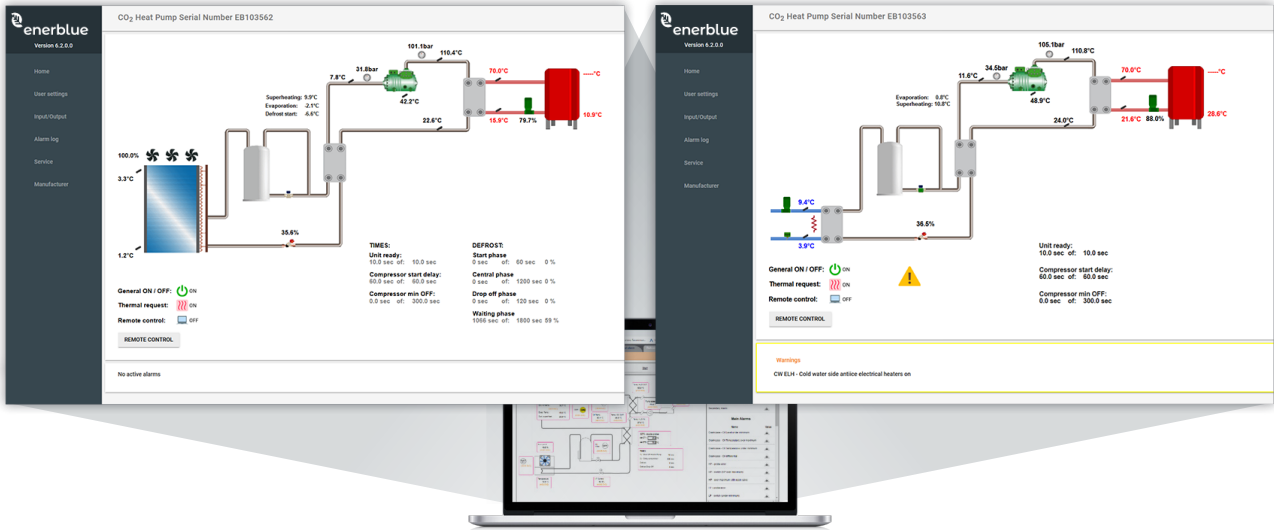 enerblue
Version 6.2.0.0
Home
User settings
Input/Output
Alarm log
Service
Manufacturer
CO2 Heat Pump Serial Number EB103562
101.1bar
110.4°C
31.8bar
7.8°C
70.0°C
-----°C
42.2°C
Superheating: 9.9°C
Evaporation: -2.1°C
Defrost start: -6.6°C
22.6°C
15.9°C
79.7%
10.9°C
100.0%
3.3°C
1.2°C
35.6%
TIMES:
Unit ready:
10.0 sec of: 10.0 sec
Compressor start delay:
60.0 sec of: 60.0 sec
Compressor min OFF:
0.0 sec of: 300.0 sec
DEFROST:
Start phase
0 sec of: 60 sec 0 %
Central phase
0 sec of: 1200 sec 0 %
Drop off phase
0 sec of: 120 sec 0 %
Waiting phase
1066 sec of: 1800 sec 59 %
General ON / OFF: ON
Thermal request: ON
Remote control: OFF
REMOTE CONTROL
No active alarms
enerblue
Version 6.2.0.0
Home
User settings
Input/Output
Alarm log
Service
Manufacturer
CO2 Heat Pump Serial Number EB103563
105.1bar
110.8°C
34.5bar
11.6°C
70.0°C
----°C
48.9°C
Evaporation: 0.8°C
Superheating: 10.8°C
24.0°C
21.6°C
88.0%
28.6°C
9.4°C
3.9°C
36.5%
Unit ready:
10.0 sec of: 10.0 sec
Compressor start delay:
60.0 sec of: 60.0 sec
Compressor min OFF:
0.0 sec of: 300.0 sec
General ON / OFF: ON
Thermal request: ON
Remote control: OFF
REMOTE CONTROL
Warnings
CW ELH - Cold water side antiice electrical heaters on
Main Alarms